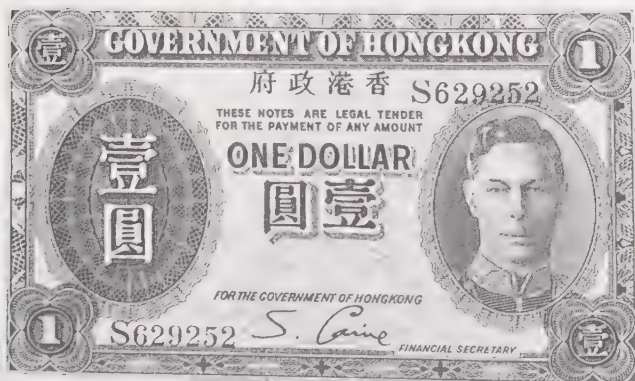 壹 GOVERNMENT OF HONGKONG 1
府政港香 S629252
THESE NOTES ARE LEGAL TENDER
FOR THE PAYMENT OF ANY AMOUNT
ONE DOLLAR
圓壹
壹
圓
FOR THE GOVERNMENT OF HONGKONG
1 S629252 S. Caine FINANCIAL SECRETARY 壹